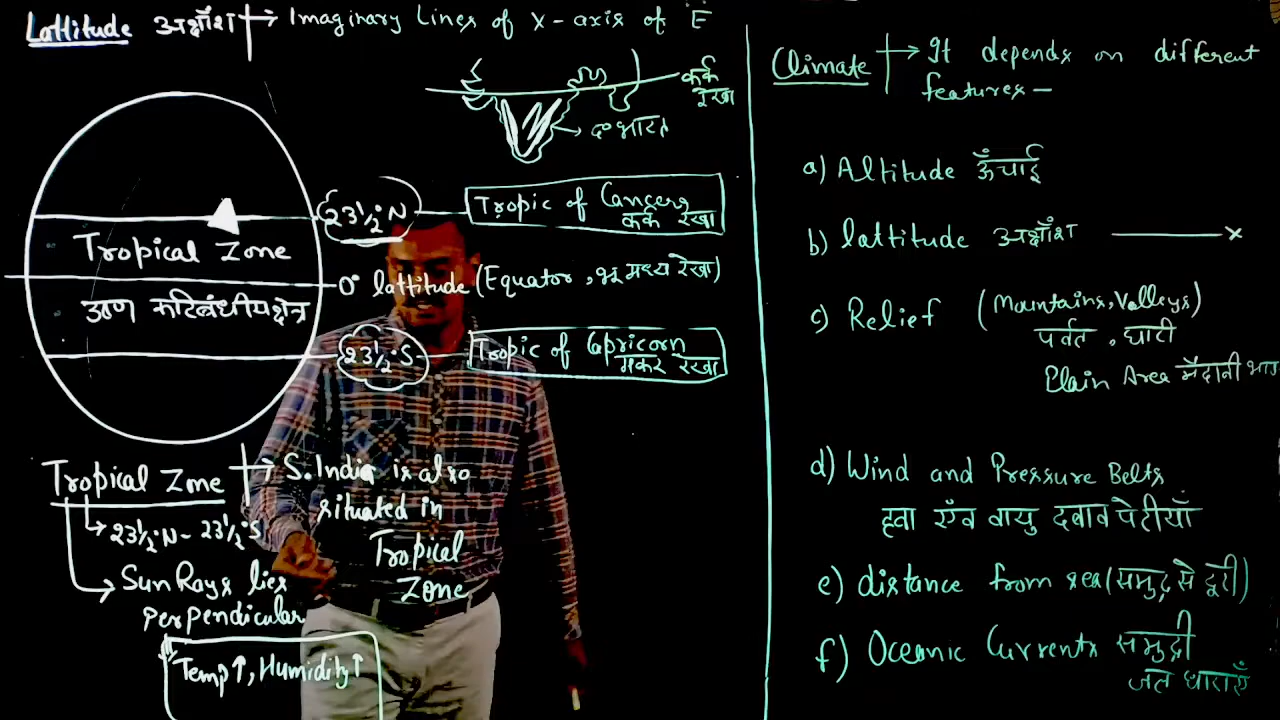 Lattitude अक्षाँश → Imaginary Lines of X-axis of E
कर्क रेखा
द० भारत
23½°N Tropic of Cancer कर्क रेखा
Tropical Zone
0° lattitude (Equator, भू मध्य रेखा)
उष्ण कटिबंधीय क्षेत्र
23½°S Tropic of Capricorn मकर रेखा
Tropical Zone → S. India is also
situated in
Tropical
Zone
→ 23½°N - 23½°S
→ Sun Rays lies
perpendicular
Temp↑, Humidity↑
Climate → It depends on different
features -
a) Altitude ऊँचाई
b) lattitude अक्षाँश
c) Relief (Mountains, Valleys)
पर्वत, घाटी
Plain Area मैदानी
d) Wind and Pressure Belts
हवा एँव वायु दबाव पेटीयाँ
e) distance from sea (समुद्र से दूरी)
f) Oceanic Currents समुद्री
जल धाराएँ